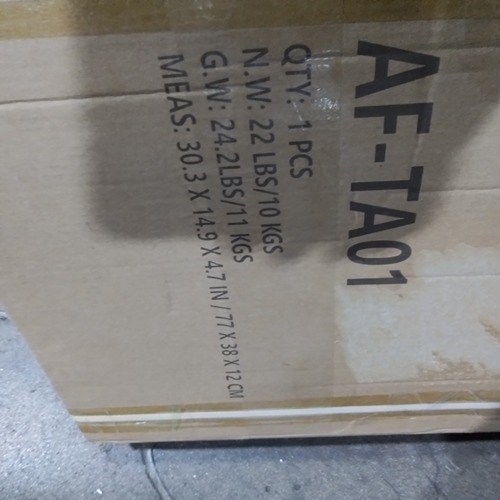 AF-TA01
QTY: 1 PCS
N.W: 22 LBS/10 KGS
G.W: 24.2LBS/11 KGS
MEAS: 30.3 X 14.9 X 4.7 IN / 77 X 38 X 12 CM